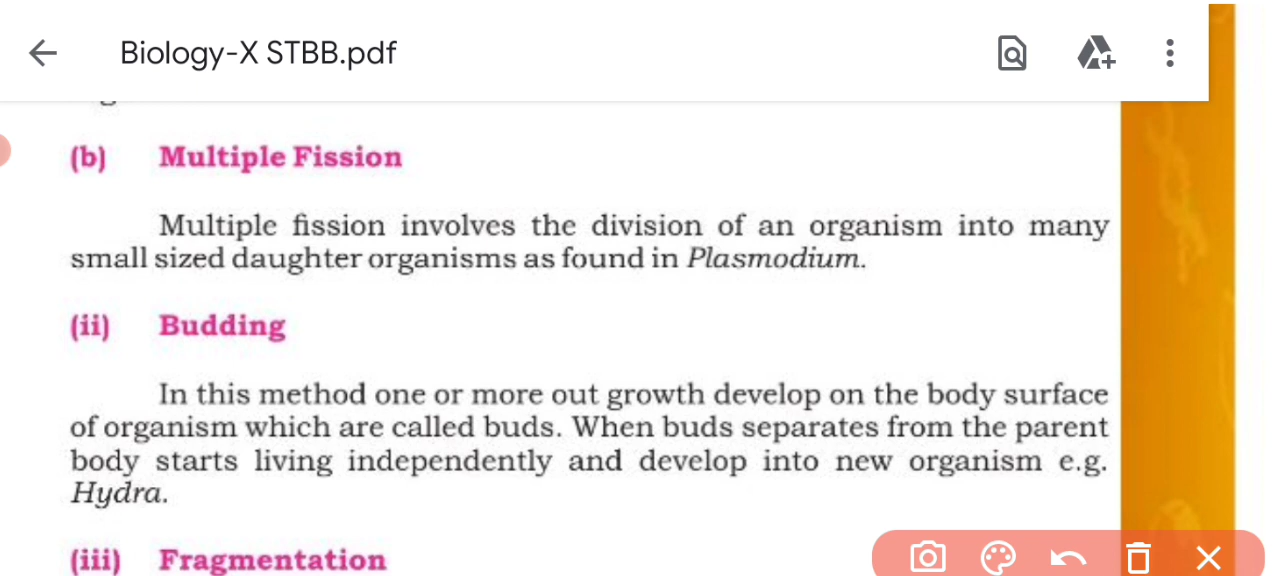 Biology-X STBB.pdf
(b) Multiple Fission
Multiple fission involves the division of an organism into many
small sized daughter organisms as found in Plasmodium.
(ii) Budding
In this method one or more out growth develop on the body surface
of organism which are called buds. When buds separates from the parent
body starts living independently and develop into new organism e.g.
Hydra.
(iii) Fragmentation